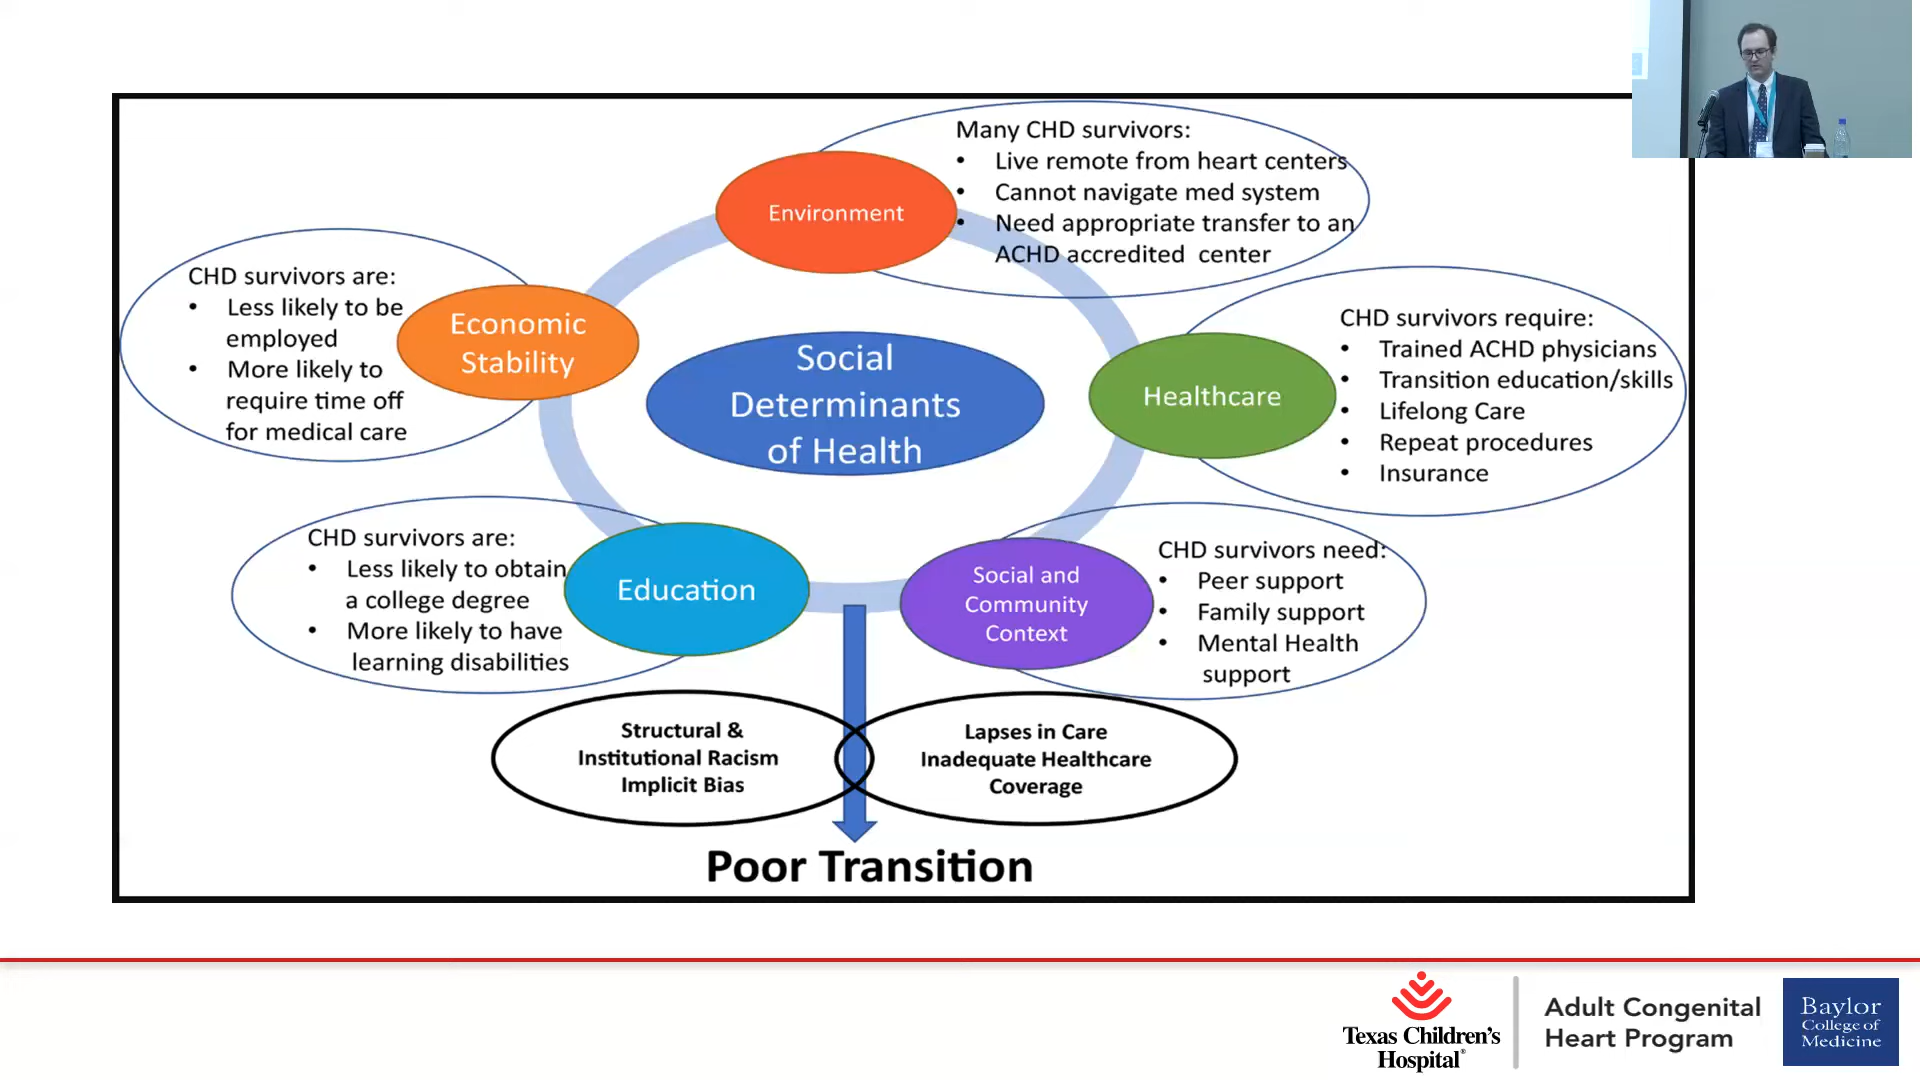 Many CHD survivors:
• Live remote from heart centers
• Cannot navigate med system
• Need appropriate transfer to an
ACHD accredited center
Environment
CHD survivors are:
• Less likely to be
employed
• More likely to
require time off
for medical care
Economic
Stability
Social
Determinants
of Health
Healthcare
CHD survivors require:
• Trained ACHD physicians
• Transition education/skills
• Lifelong Care
• Repeat procedures
• Insurance
CHD survivors are:
• Less likely to obtain
a college degree
• More likely to have
learning disabilities
Education
Social and
Community
Context
CHD survivors need:
• Peer support
• Family support
• Mental Health
support
Structural &
Institutional Racism
Implicit Bias
Lapses in Care
Inadequate Healthcare
Coverage
Poor Transition
Texas Children's
Hospital®
Adult Congenital
Heart Program
Baylor
College of
Medicine